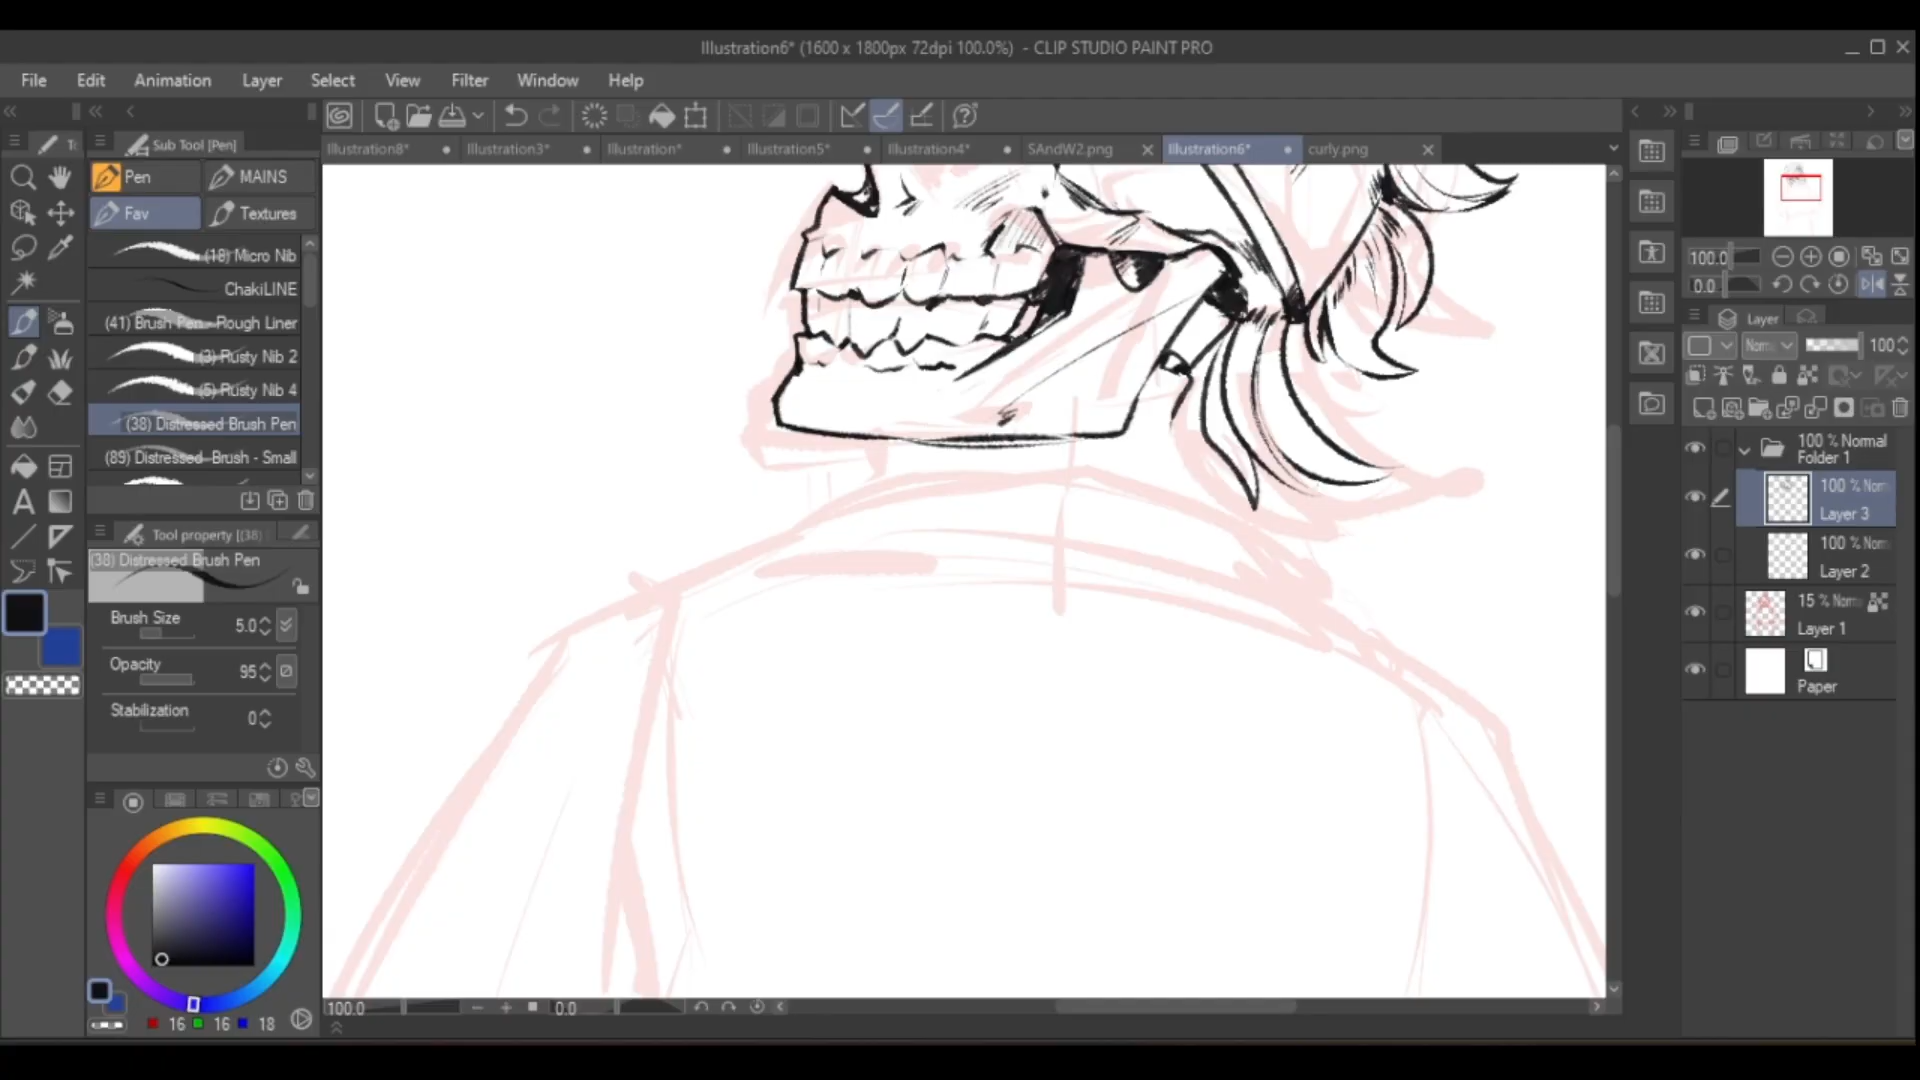 Illustration6* (1600 x 1800px 72dpi 100.0%) - CLIP STUDIO PAINT PRO
File Edit Animation Layer Select View Filter Window Help
Sub Tool [Pen]
Illustration8* Illustration3* Illustration* Illustration5* Illustration4* SAndW2.png Illustration6* curly.png
Pen MAINS
Fav Textures
(18) Micro Nib
ChakiLINE
(41) Brush Pen - Rough Liner
(3) Rusty Nib 2
(5) Rusty Nib 4
(38) Distressed Brush Pen
(89) Distressed Brush - Small
Tool property [(38)
(38) Distressed Brush Pen
Brush Size 5.0
Opacity 95
Stabilization 0
16 16 18
100.0 0.0
100.0
0.0
Layer
Norm 100
100 % Normal
Folder 1
100 % Norm
Layer 3
100 % Norm
Layer 2
15 % Norm
Layer 1
Paper